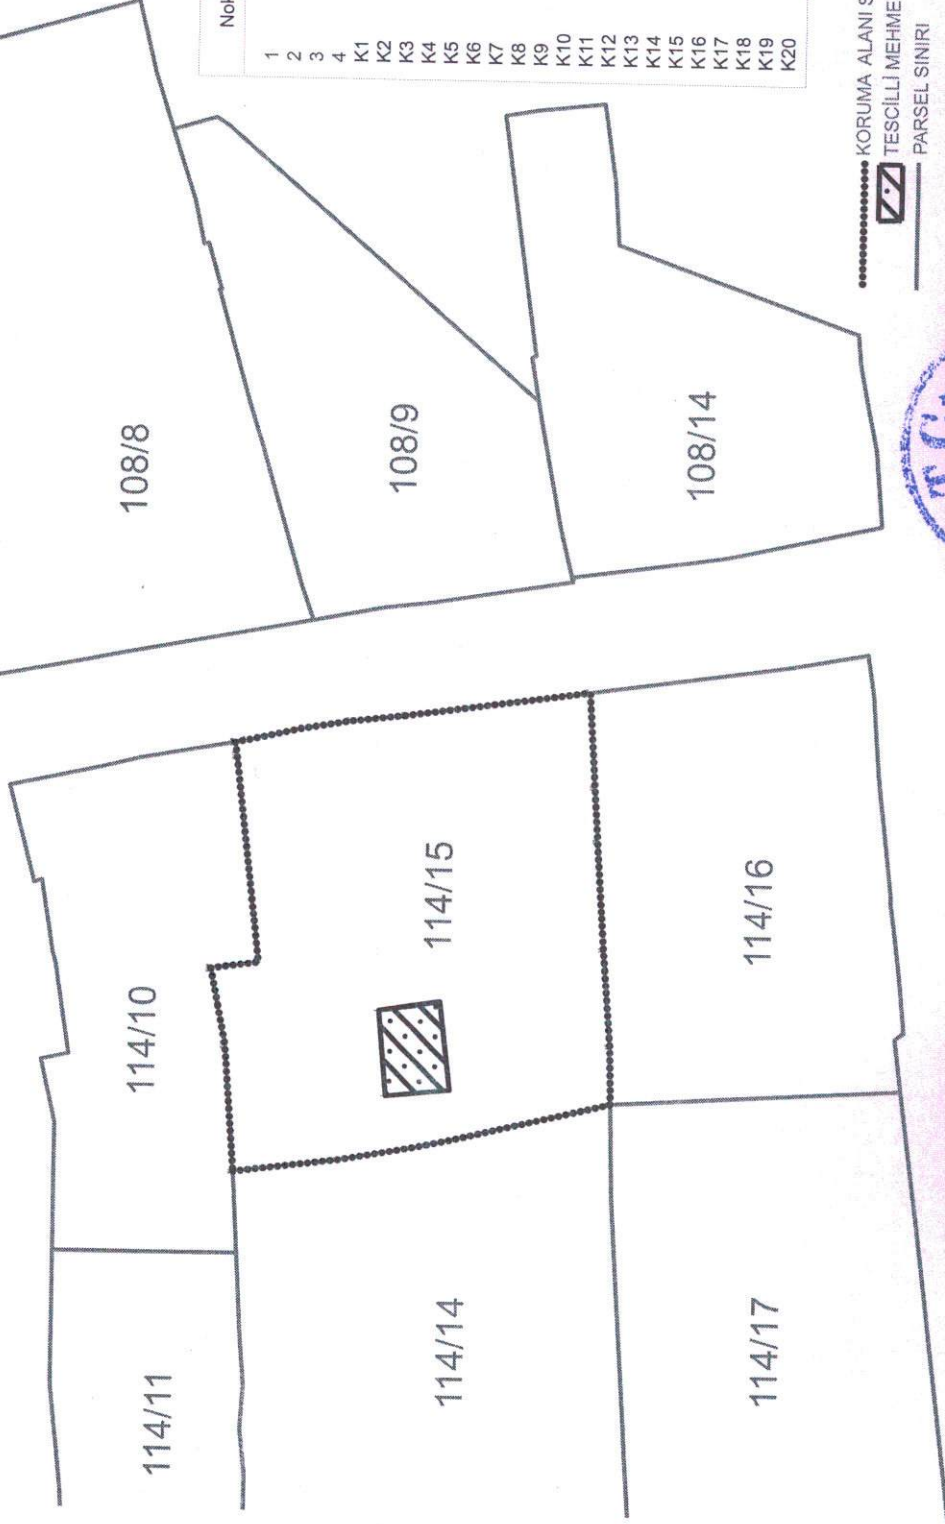 108/8
108/9
108/14
114/10
114/15
114/16
114/11
114/14
114/17
1
2
3
4
K1
K2
K3
K4
K5
K6
K7
K8
K9
K10
K11
K12
K13
K14
K15
K16
K17
K18
K19
K20
KORUMA ALANI
TESCİLLİ
PARSEL SINIRI
T.C.